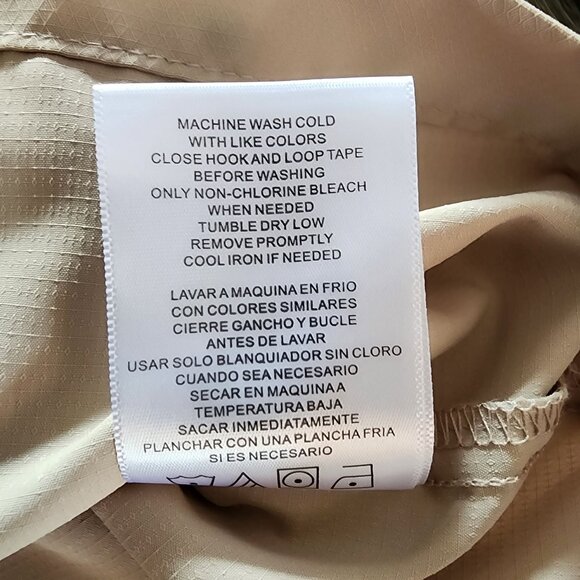 MACHINE WASH COLD
WITH LIKE COLORS
CLOSE HOOK AND LOOP TAPE
BEFORE WASHING
ONLY NON-CHLORINE BLEACH
WHEN NEEDED
TUMBLE DRY LOW
REMOVE PROMPTLY
COOL IRON IF NEEDED
LAVAR A MAQUINA EN FRIO
CON COLORES SIMILARES
CIERRE GANCHO Y BUCLE
ANTES DE LAVAR
USAR SOLO BLANQUIADOR SIN CLORO
CUANDO SEA NECESARIO
SECAR EN MAQUINA A
TEMPERATURA BAJA
SACAR INMEDIATAMENTE
PLANCHAR CON UNA PLANCHA FRIA
SI ES NECESARIO